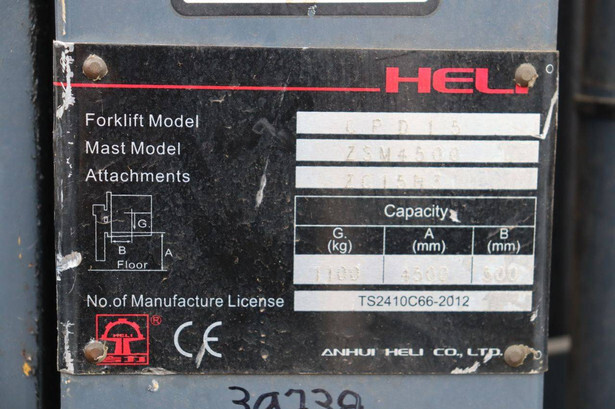 HELI
Forklift Model CPD15
Mast Model ZSM4500
Attachments
Capacity
G. (kg) A (mm) B (mm)
1100 4500 500
G
B A
Floor
No. of Manufacture License TS2410C66-2012
HELI ® CE ANHUI HELI CO., LTD.
39730